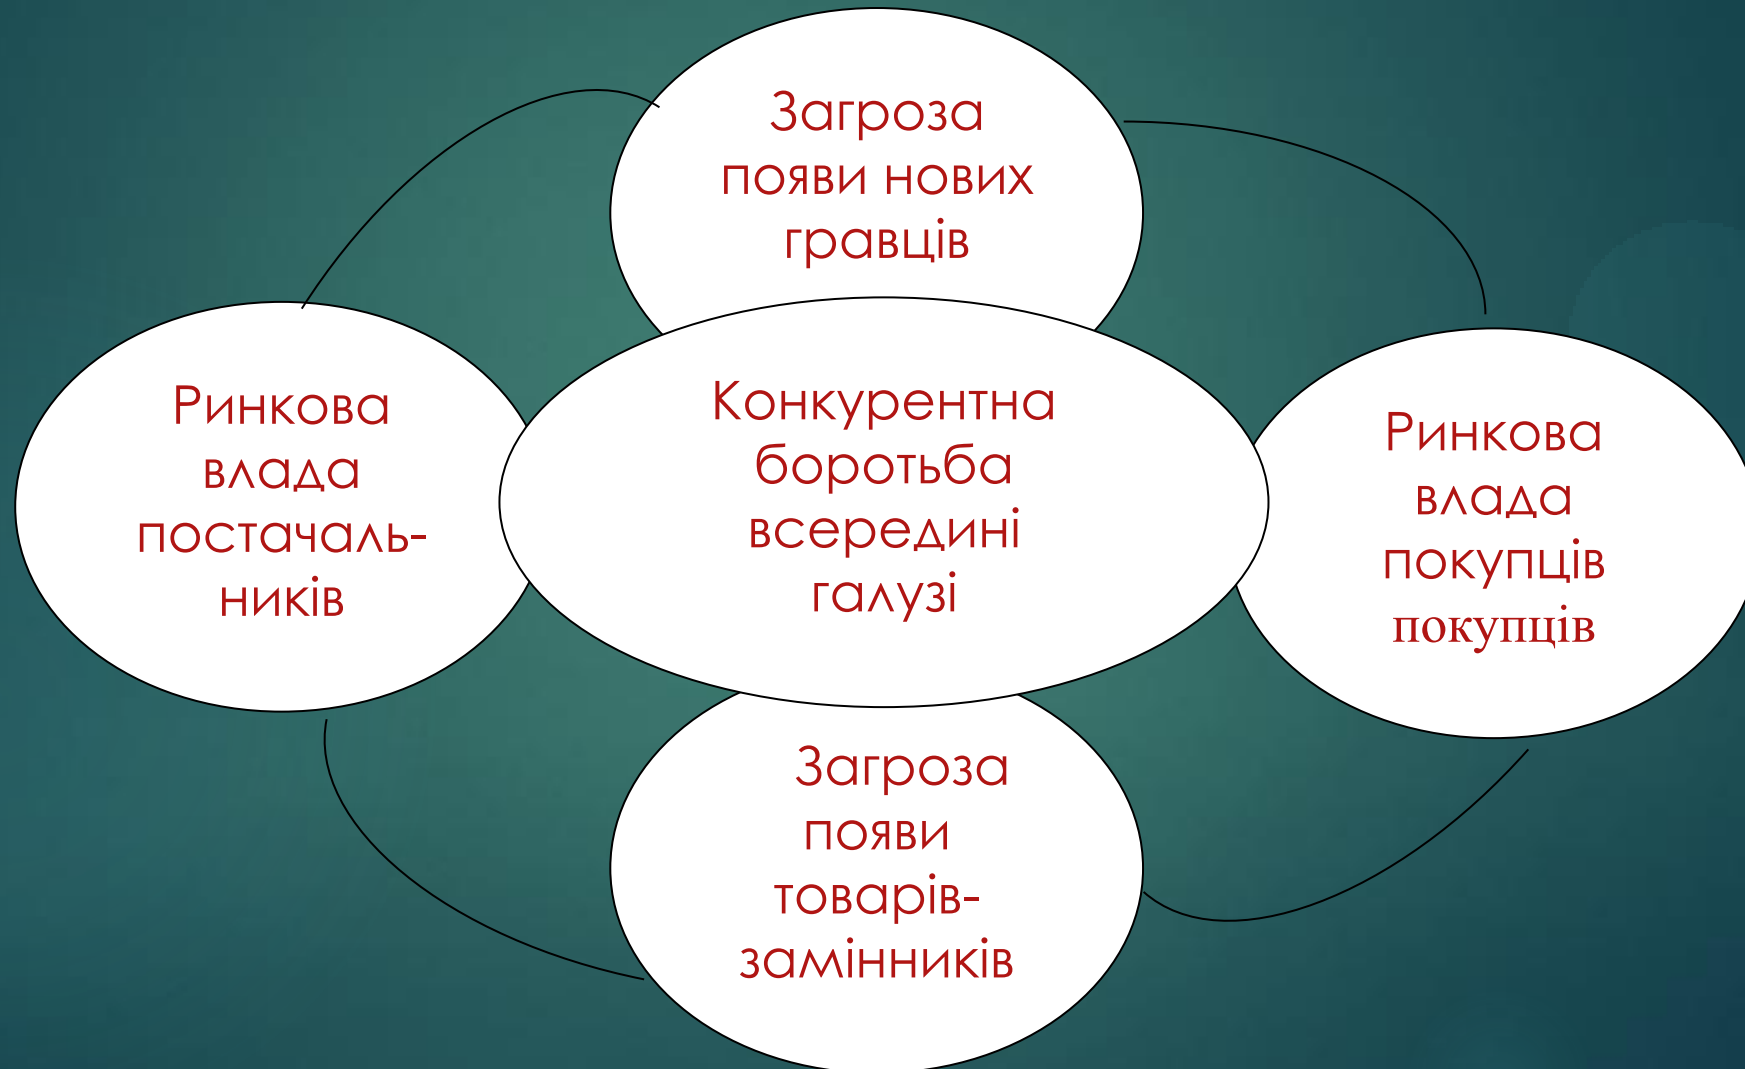 Загроза
появи нових
гравців
Ринкова
влада
постачаль-
ників
Конкурентна
боротьба
всередині
галузі
Ринкова
влада
покупців
покупців
Загроза
появи
товарів-
замінників